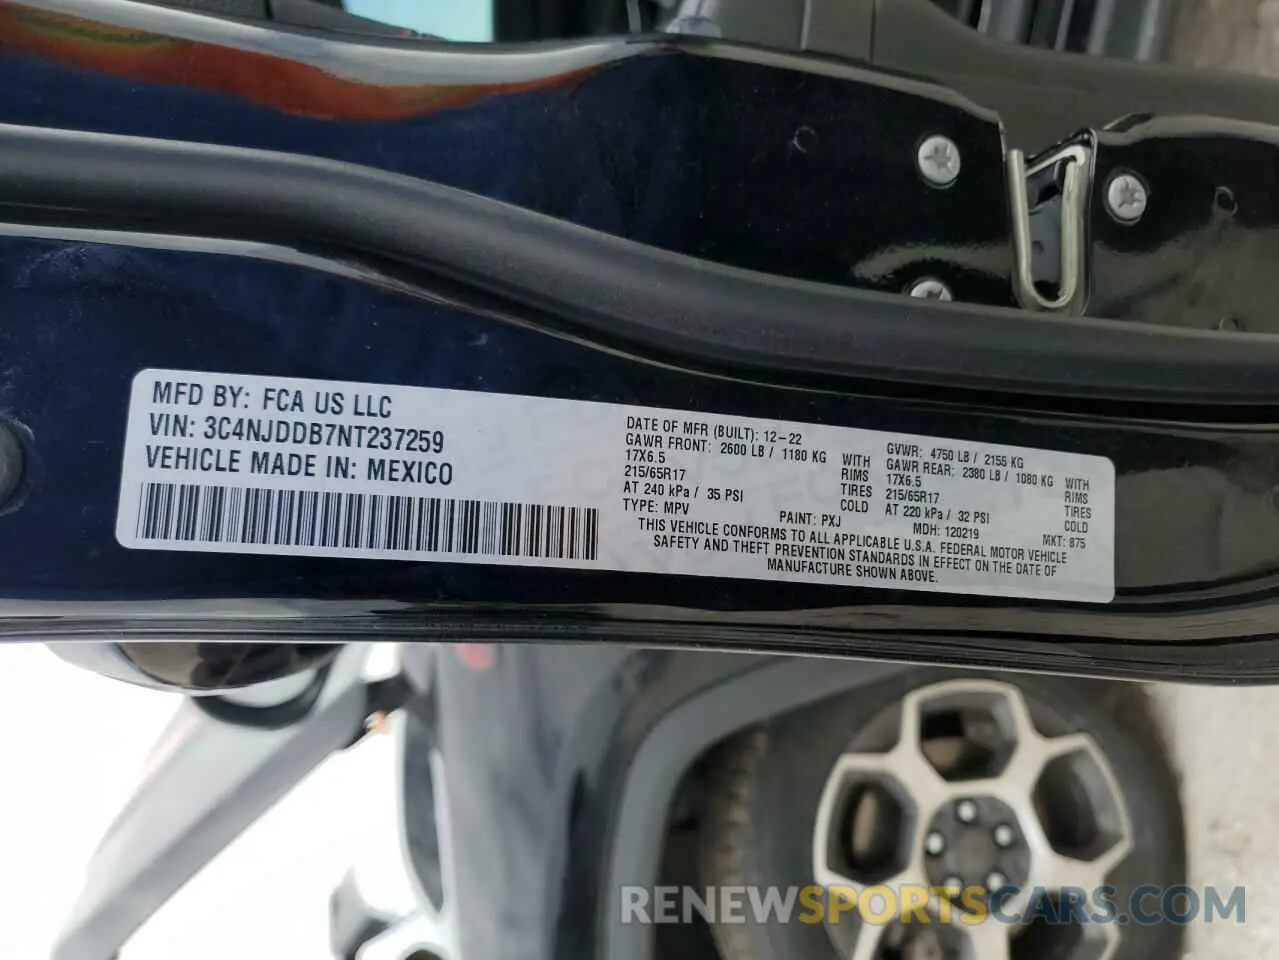 MFD BY: FCA US LLC
VIN: 3C4NJDDB7NT237259
VEHICLE MADE IN: MEXICO
DATE OF MFR (BUILT): 12-22
GAWR FRONT: 2600 LB / 1180 KG WITH
17X6.5 RIMS
215/65R17 TIRES
AT 240 kPa / 35 PSI COLD
TYPE: MPV PAINT: PXJ
GVWR: 4750 LB / 2155 KG
GAWR REAR: 2380 LB / 1080 KG WITH
17X6.5 RIMS
215/65R17 TIRES
AT 220 kPa / 32 PSI COLD
MDH: 120219 MKT: 875
THIS VEHICLE CONFORMS TO ALL APPLICABLE U.S.A. FEDERAL MOTOR VEHICLE
SAFETY AND THEFT PREVENTION STANDARDS IN EFFECT ON THE DATE OF
MANUFACTURE SHOWN ABOVE.
RENEWSPORTSCARS.COM